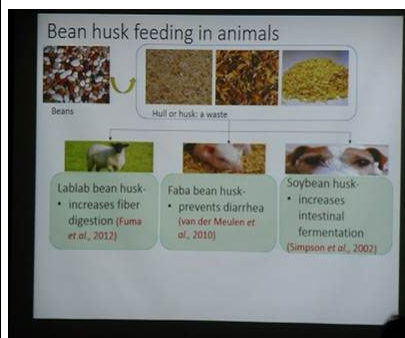 Bean husk feeding in animals
Beans
Hull or husk: a waste
Lablab bean husk-
• increases fiber
digestion (Fuma
et al., 2012)
Faba bean husk-
• prevents diarrhea
(van der Meulen et
al., 2010)
Soybean husk-
• increases
intestinal
fermentation
(Simpson et al., 2002)